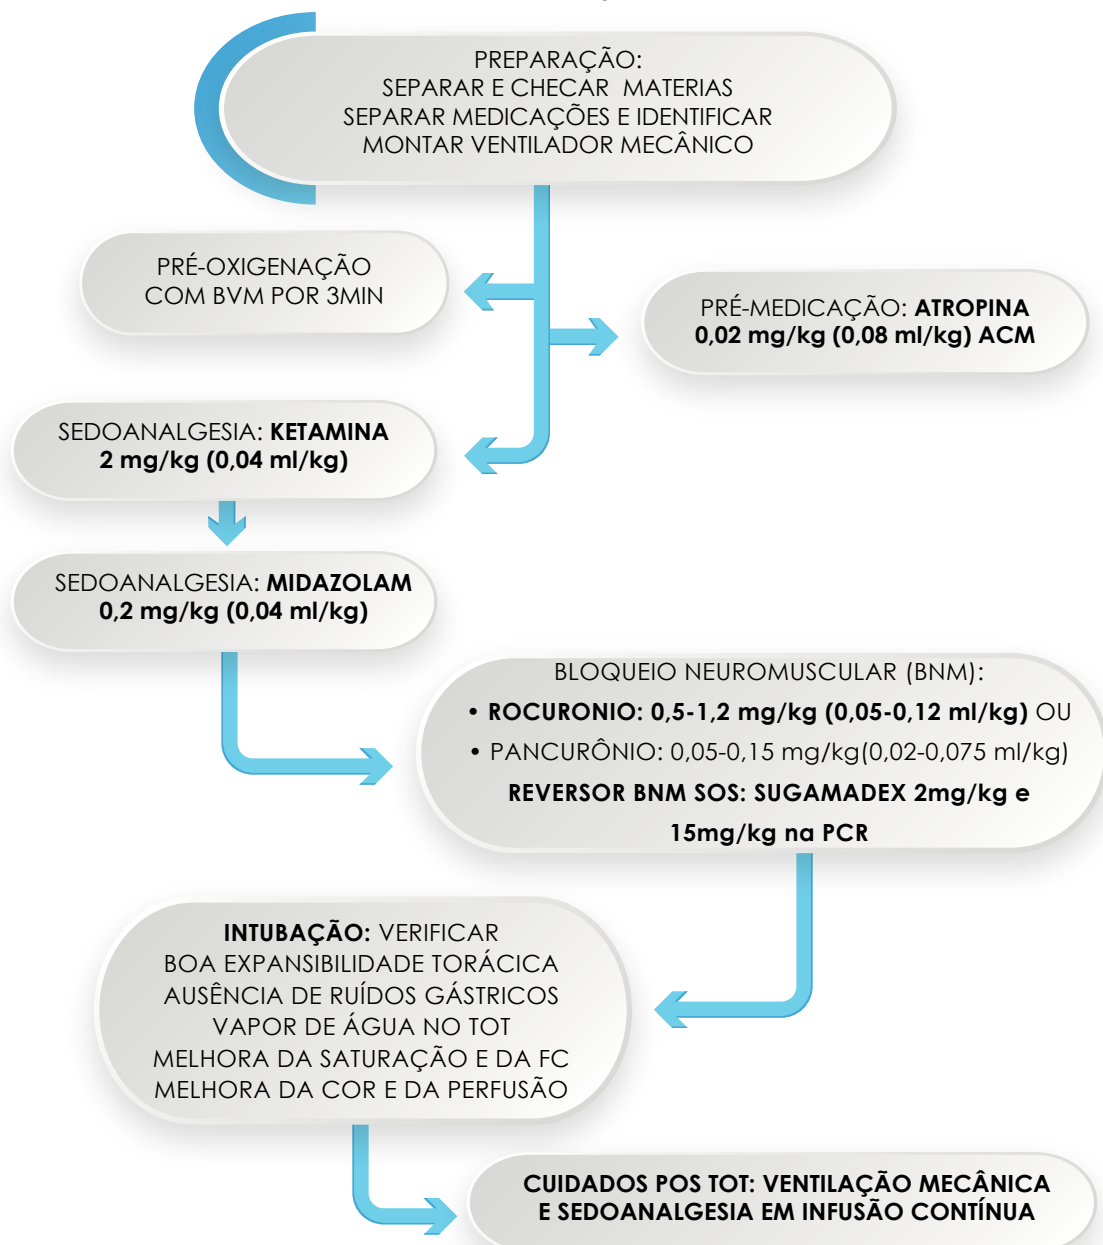 PREPARAÇÃO:
SEPARAR E CHECAR MATERIAS
SEPARAR MEDICAÇÕES E IDENTIFICAR
MONTAR VENTILADOR MECÂNICO
PRÉ-OXIGENAÇÃO
COM BVM POR 3MIN
PRÉ-MEDICAÇÃO: ATROPINA
0,02 mg/kg (0,08 ml/kg) ACM
SEDOANALGESIA: KETAMINA
2 mg/kg (0,04 ml/kg)
SEDOANALGESIA: MIDAZOLAM
0,2 mg/kg (0,04 ml/kg)
BLOQUEIO NEUROMUSCULAR (BNM):
• ROCURONIO: 0,5-1,2 mg/kg (0,05-0,12 ml/kg) OU
• PANCURÔNIO: 0,05-0,15 mg/kg(0,02-0,075 ml/kg)
REVERSOR BNM SOS: SUGAMADEX 2mg/kg e
15mg/kg na PCR
INTUBAÇÃO: VERIFICAR
BOA EXPANSIBILIDADE TORÁCICA
AUSÊNCIA DE RUÍDOS GÁSTRICOS
VAPOR DE ÁGUA NO TOT
MELHORA DA SATURAÇÃO E DA FC
MELHORA DA COR E DA PERFUSÃO
CUIDADOS POS TOT: VENTILAÇÃO MECÂNICA
E SEDOANALGESIA EM INFUSÃO CONTÍNUA